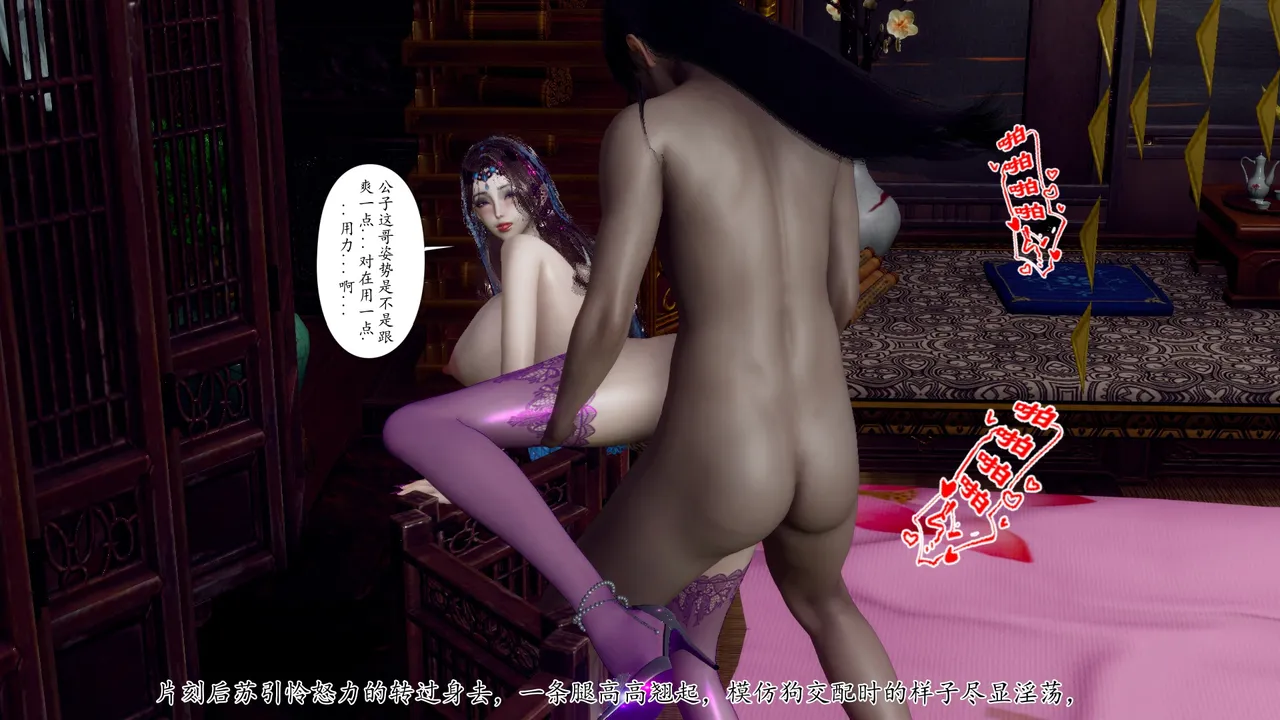 公子这哥姿势是不是跟
爽一点...对在用一点.
.用力...啊...
啪
啪
啪
啪
啪
啪
啪
啪
片刻后苏引怜怒力的转过身去，一条腿高高翘起，模仿狗交配时的样子尽显淫荡，